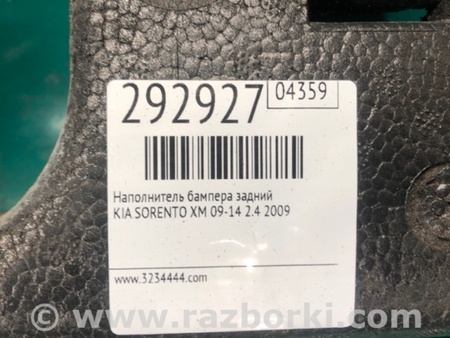 292927
04359
Наполнитель бампера задний
KIA SORENTO XM 09-14 2.4 2009
www.3234444.com
www.razborki.com